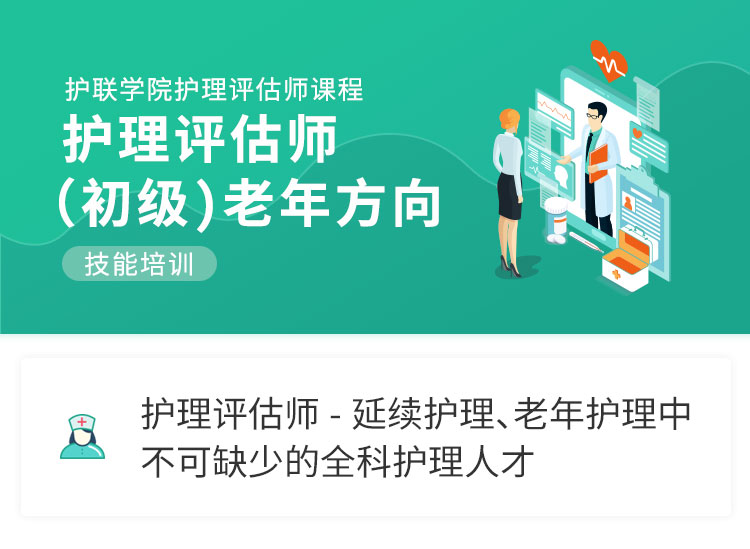 护联学院护理评估师课程
护理评估师
(初级)老年方向
技能培训
护理评估师 - 延续护理、老年护理中
不可缺少的全科护理人才